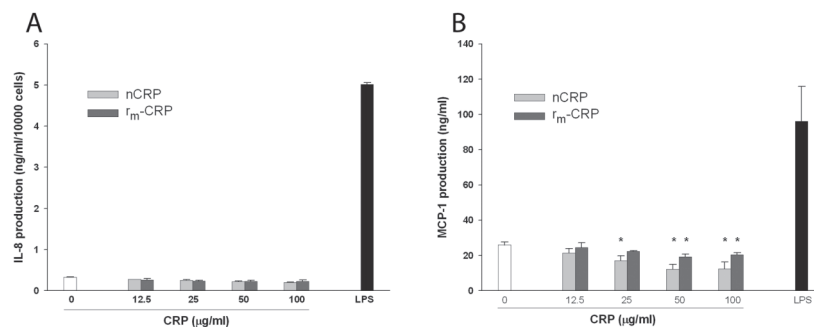 A
IL-8 production (ng/ml/10000 cells)
6
5
4
3
2
1
0
nCRP
rm-CRP
0 12.5 25 50 100 LPS
CRP (µg/ml)
B
MCP-1 production (ng/ml)
140
120
100
80
60
40
20
0
nCRP
rm-CRP
* * * * *
0 12.5 25 50 100 LPS
CRP (µg/ml)